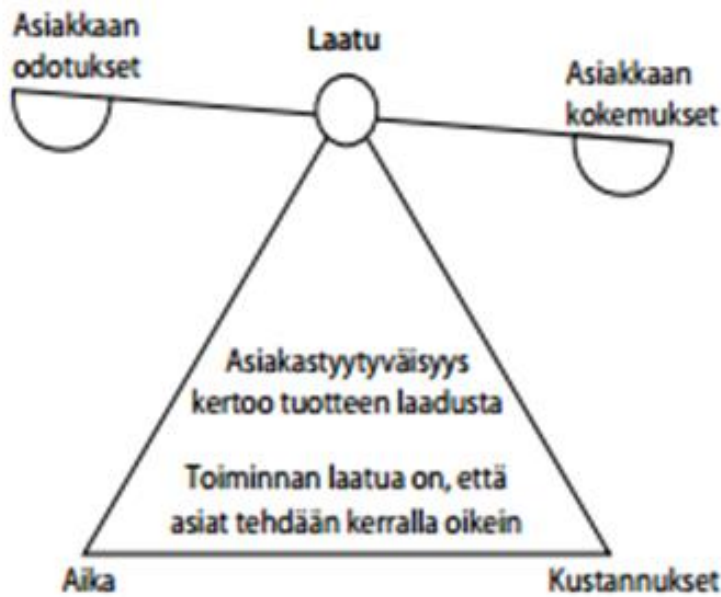 Asiakkaan
odotukset
Laatu
Asiakkaan
kokemukset
Asiakastyytyväisyys
kertoo tuotteen laadusta
Toiminnan laatua on, että
asiat tehdään kerralla oikein
Aika
Kustannukset